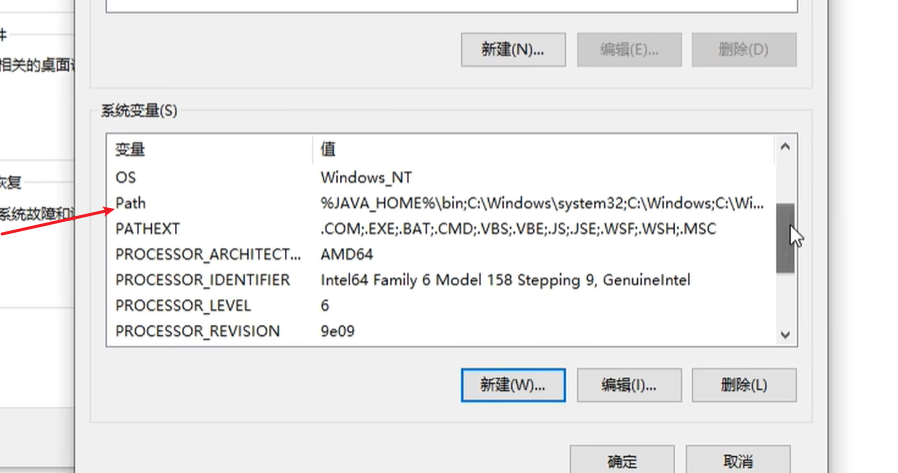 新建(N)... 编辑(E)... 删除(D)
件
相关的桌面设
系统变量(S)
变量 值
OS Windows_NT
恢复
Path %JAVA_HOME%\bin;C:\Windows\system32;C:\Windows;C:\Wi...
系统故障和
PATHEXT .COM;.EXE;.BAT;.CMD;.VBS;.VBE;.JS;.JSE;.WSF;.WSH;.MSC
PROCESSOR_ARCHITECT... AMD64
PROCESSOR_IDENTIFIER Intel64 Family 6 Model 158 Stepping 9, GenuineIntel
PROCESSOR_LEVEL 6
PROCESSOR_REVISION 9e09
新建(W)... 编辑(I)... 删除(L)
确定 取消